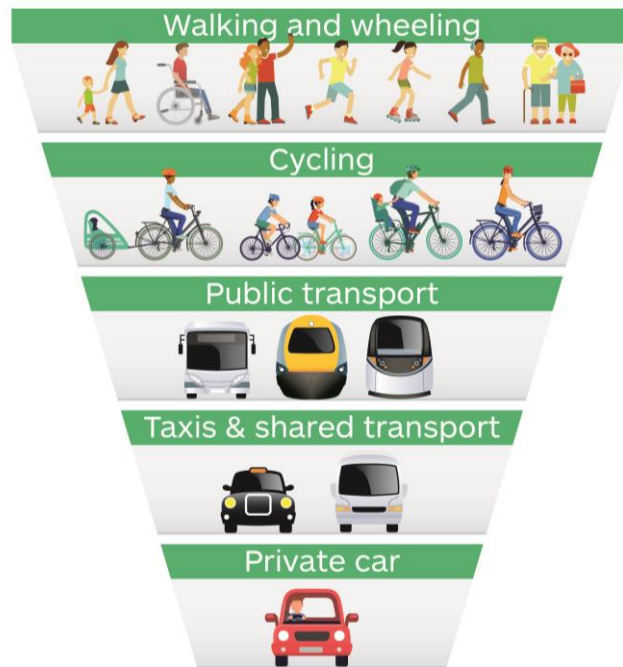 Walking and wheeling
Cycling
Public transport
Taxis & shared transport
Private car